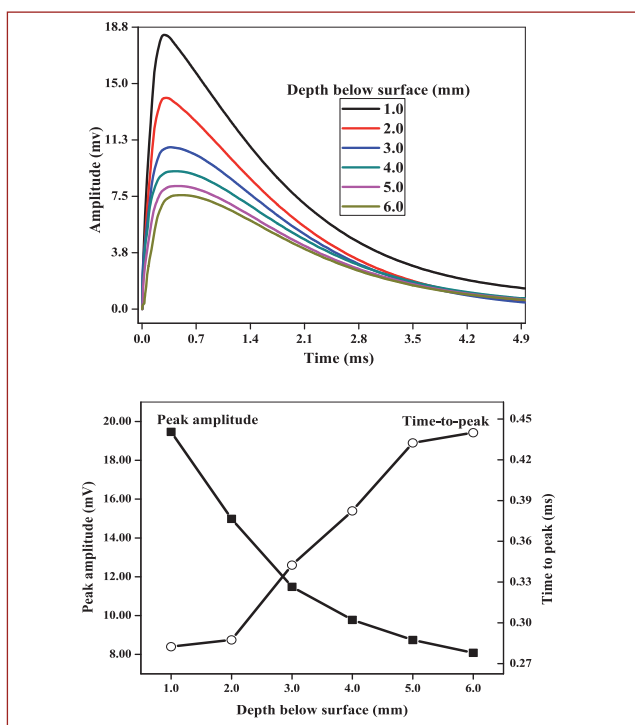 18.8
15.0
11.3
7.5
3.8
0.0
Amplitude (mv)
Depth below surface (mm)
1.0
2.0
3.0
4.0
5.0
6.0
0.0 0.7 1.4 2.1 2.8 3.5 4.2 4.9
Time (ms)
Peak amplitude
Time-to-peak
20.00
18.00
16.00
14.00
12.00
10.00
8.00
Peak amplitude (mV)
0.45
0.42
0.39
0.36
0.33
0.30
0.27
Time to peak (ms)
1.0 2.0 3.0 4.0 5.0 6.0
Depth below surface (mm)